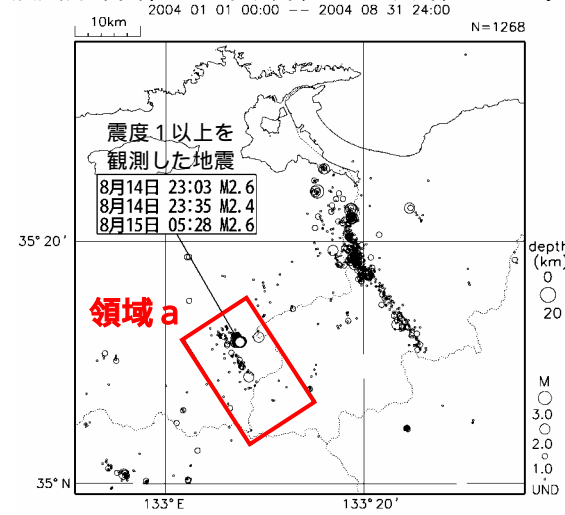 2004 01 01 00:00 -- 2004 08 31 24:00
10km
N=1268
震度１以上を
観測した地震
8月14日 23:03 M2.6
8月14日 23:35 M2.4
8月15日 05:28 M2.6
35°20'
領域a
depth
(km)
0
20
M
3.0
2.0
1.0
UND
35°N
133°E
133°20'